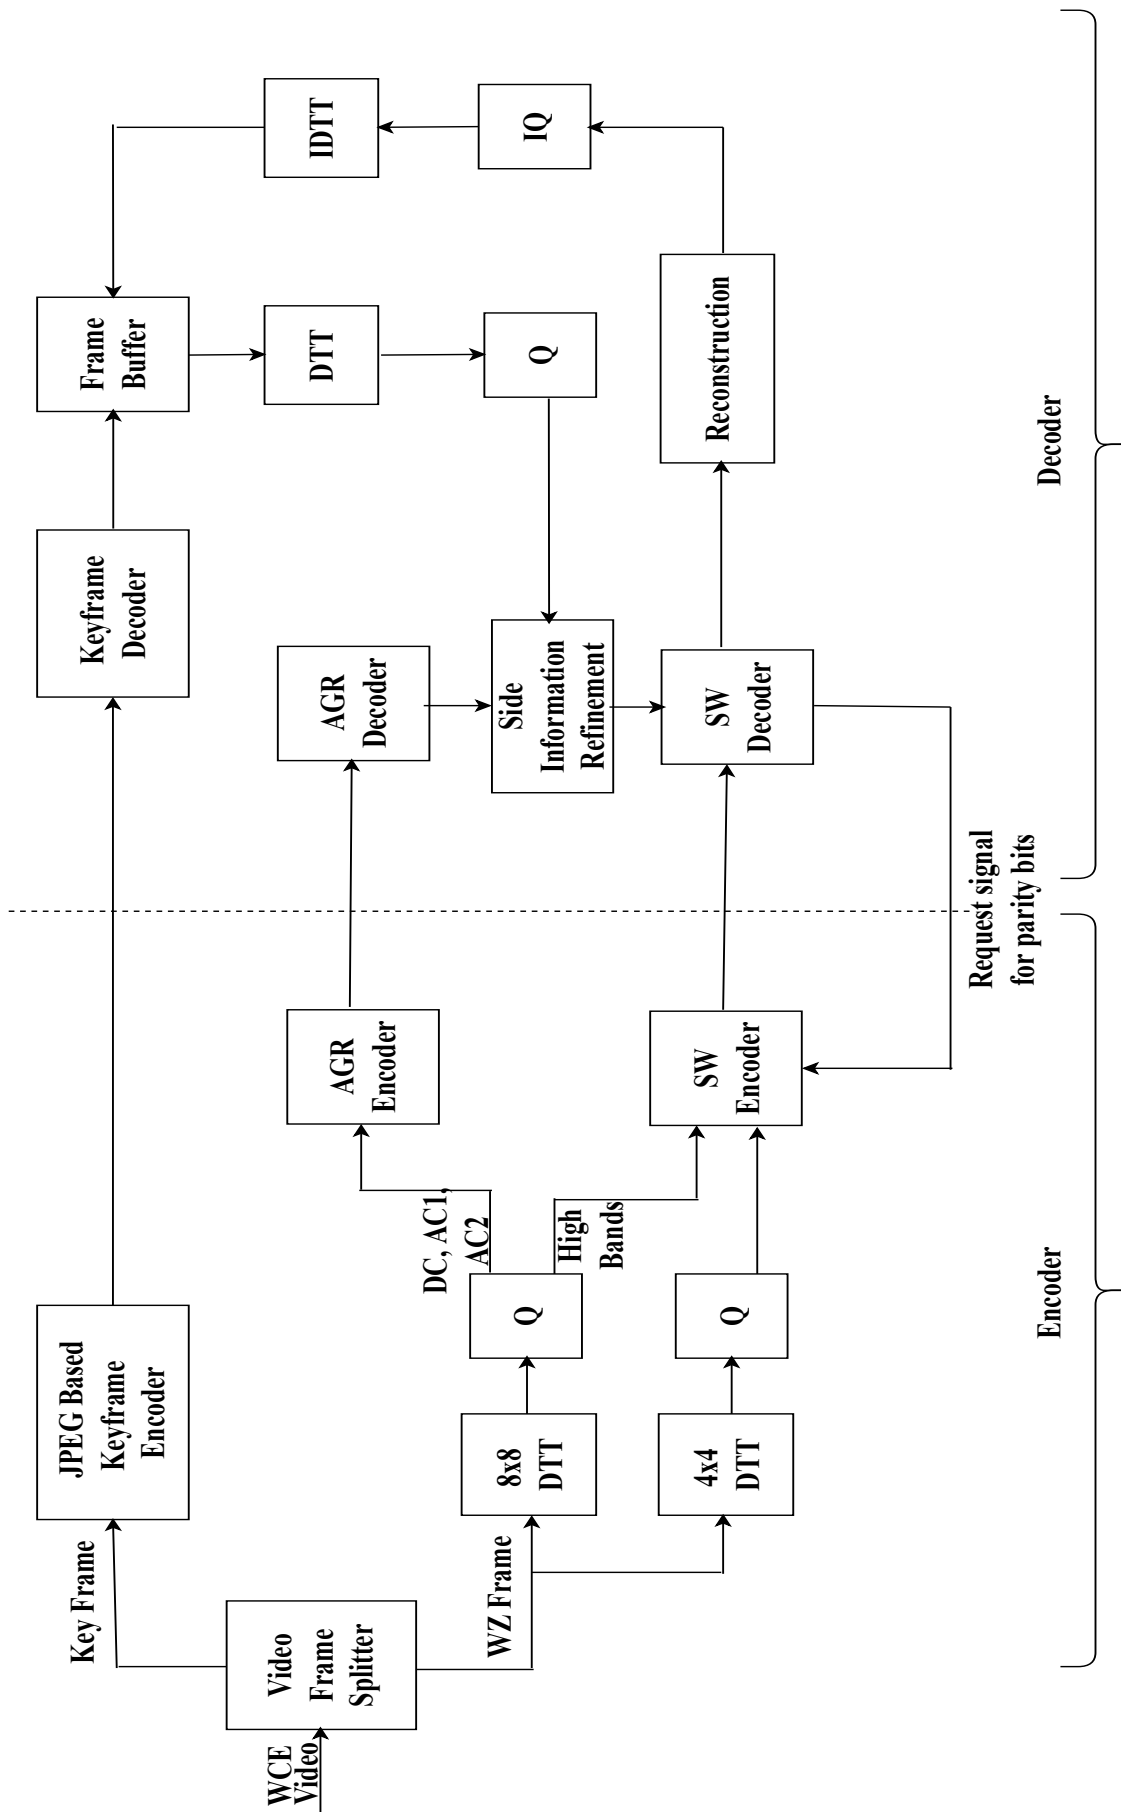 WCE
Video
Video
Frame
Splitter
Key Frame
WZ Frame
JPEG Based
Keyframe
Encoder
8x8
DTT
4x4
DTT
Q
Q
DC, AC1,
AC2
High
Bands
AGR
Encoder
SW
Encoder
Request signal
for parity bits
Keyframe
Decoder
AGR
Decoder
Side
Information
Refinement
SW
Decoder
Frame
Buffer
DTT
Q
Reconstruction
IDTT
IQ
Encoder
Decoder